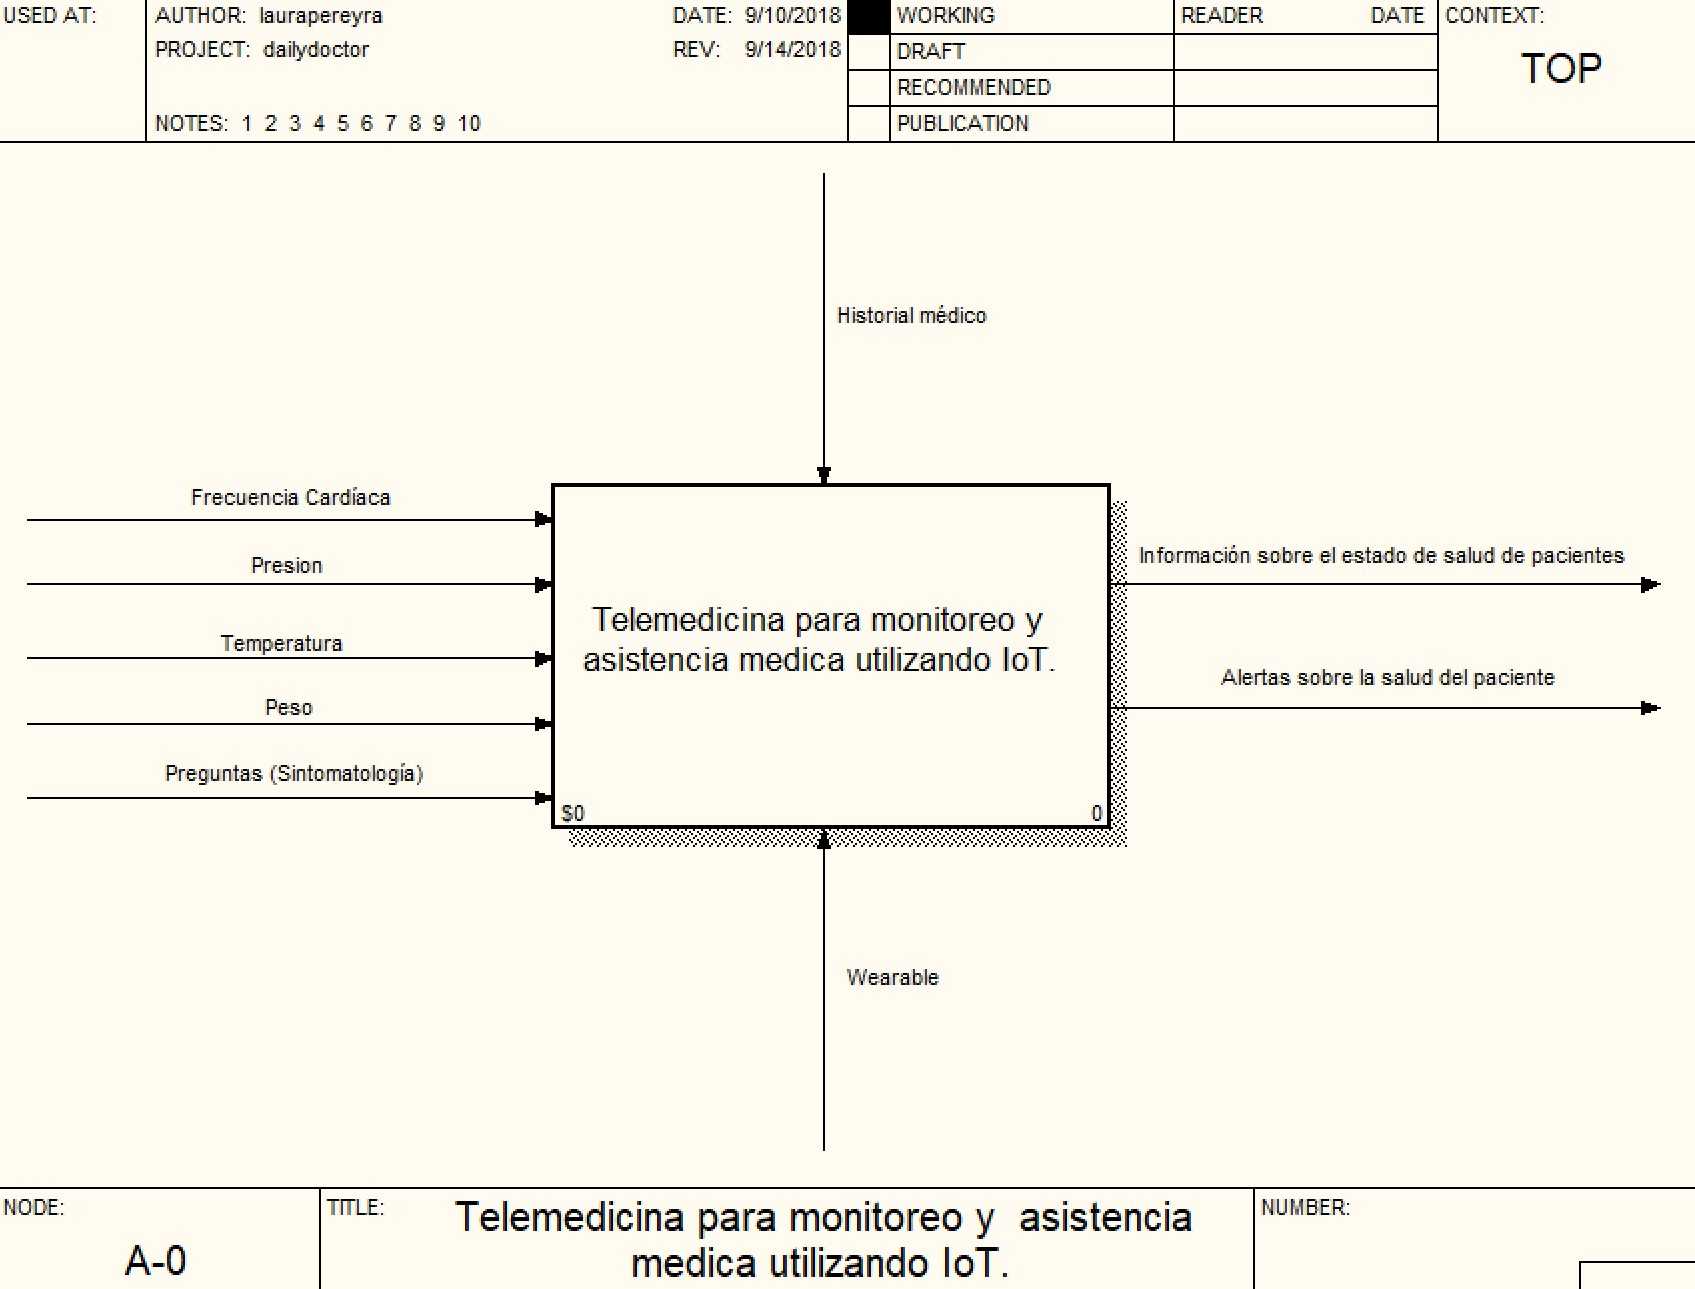 USED AT:
AUTHOR: laurapereyra
DATE: 9/10/2018
WORKING
READER
DATE
CONTEXT:
PROJECT: dailydoctor
REV: 9/14/2018
DRAFT
TOP
RECOMMENDED
NOTES: 1 2 3 4 5 6 7 8 9 10
PUBLICATION
Historial médico
Frecuencia Cardíaca
Presion
Temperatura
Peso
Preguntas (Sintomatología)
Telemedicina para monitoreo y
asistencia medica utilizando IoT.
$0
0
Información sobre el estado de salud de pacientes
Alertas sobre la salud del paciente
Wearable
NODE:
A-0
TITLE:
Telemedicina para monitoreo y asistencia
medica utilizando IoT.
NUMBER: